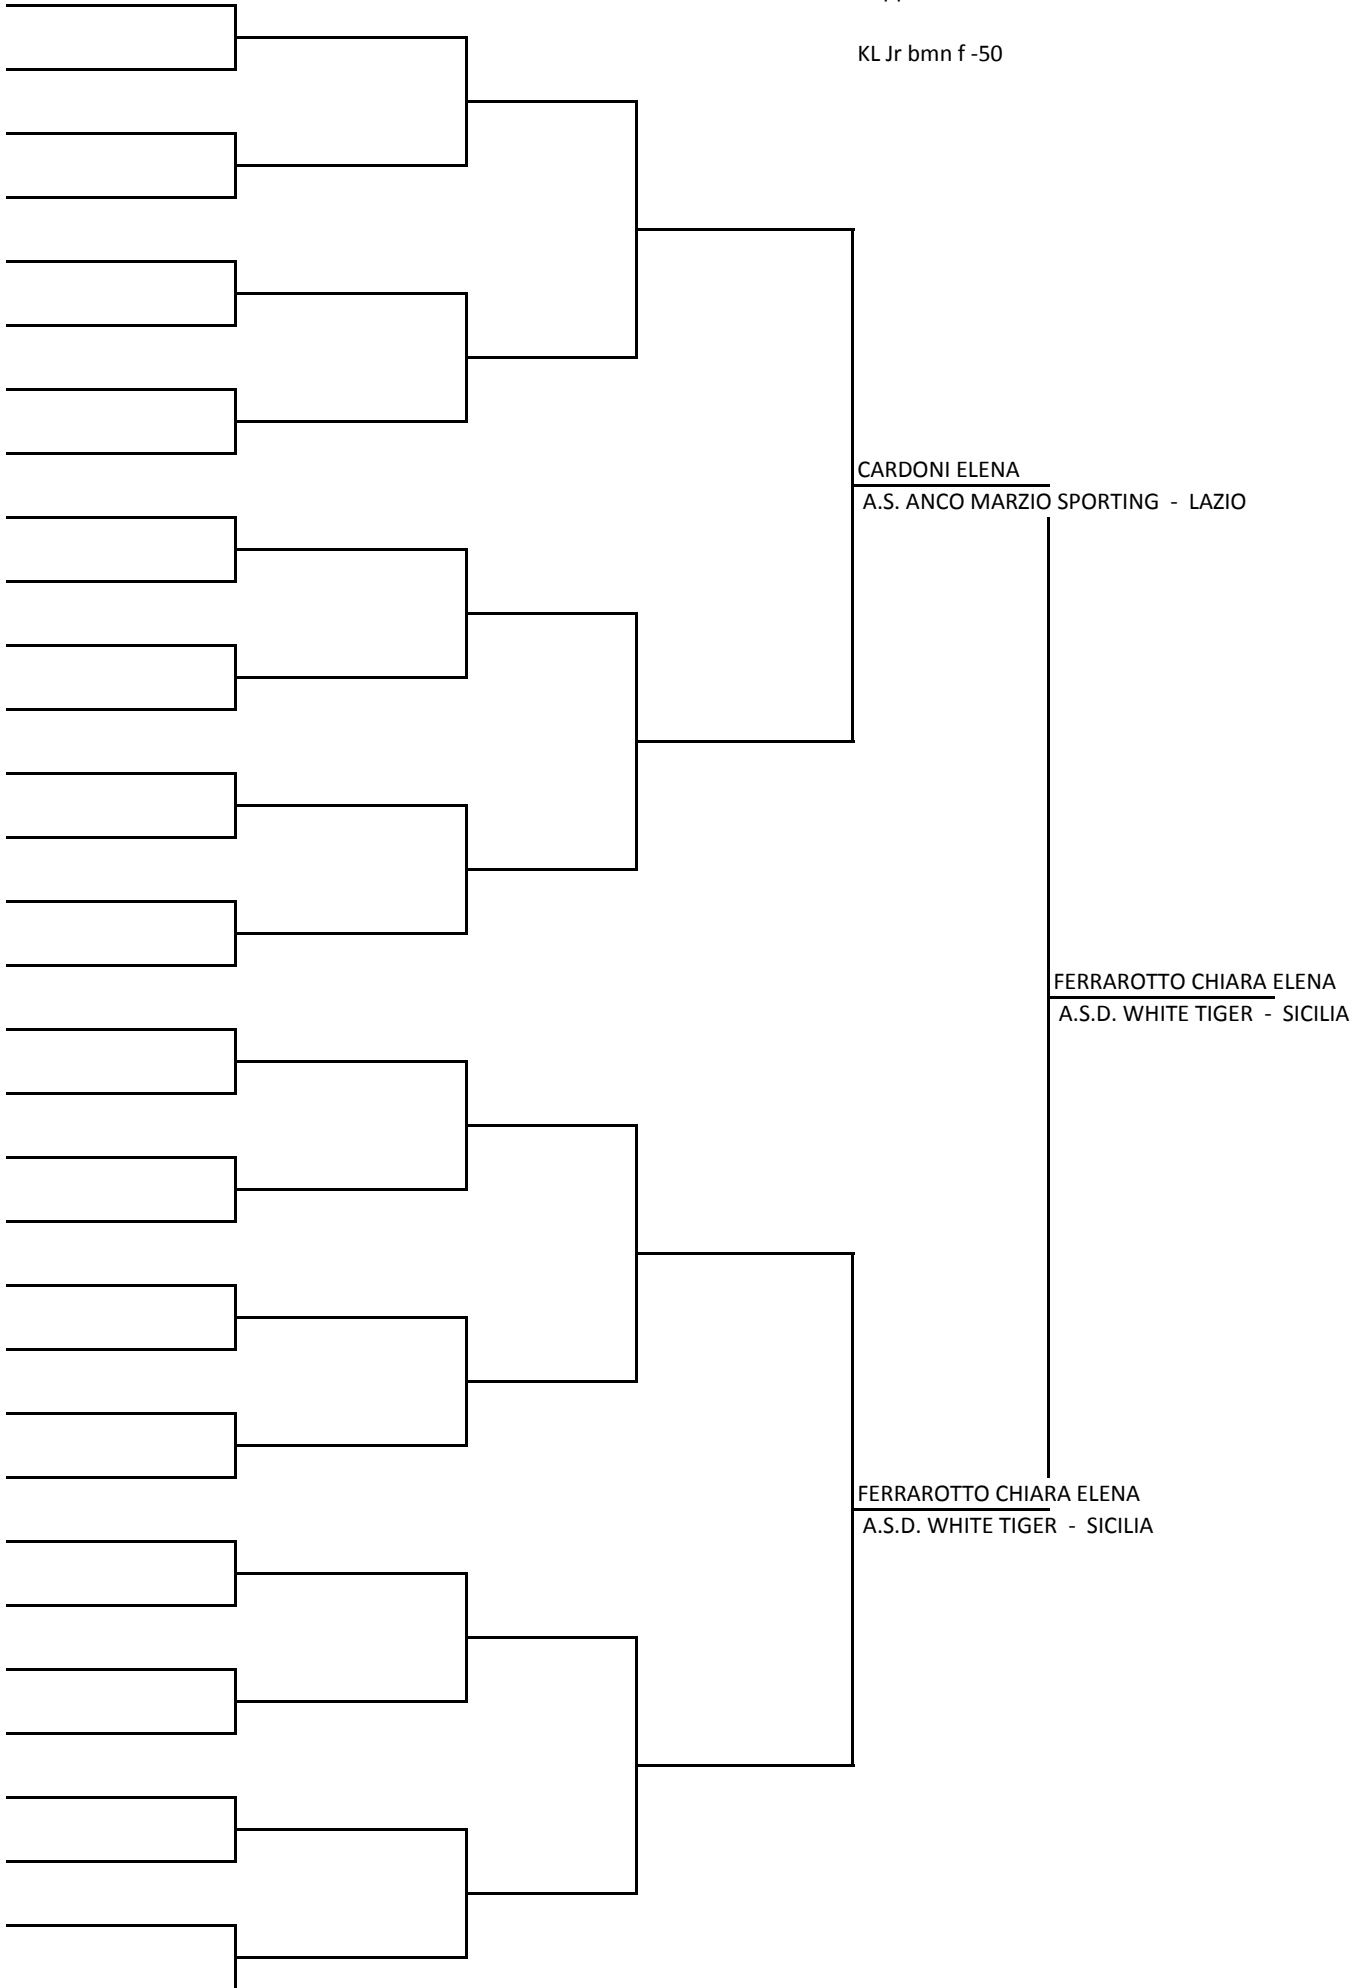 KL Jr bmn f -50
CARDONI ELENA
A.S. ANCO MARZIO SPORTING - LAZIO
FERRAROTTO CHIARA ELENA
A.S.D. WHITE TIGER - SICILIA
FERRAROTTO CHIARA ELENA
A.S.D. WHITE TIGER - SICILIA